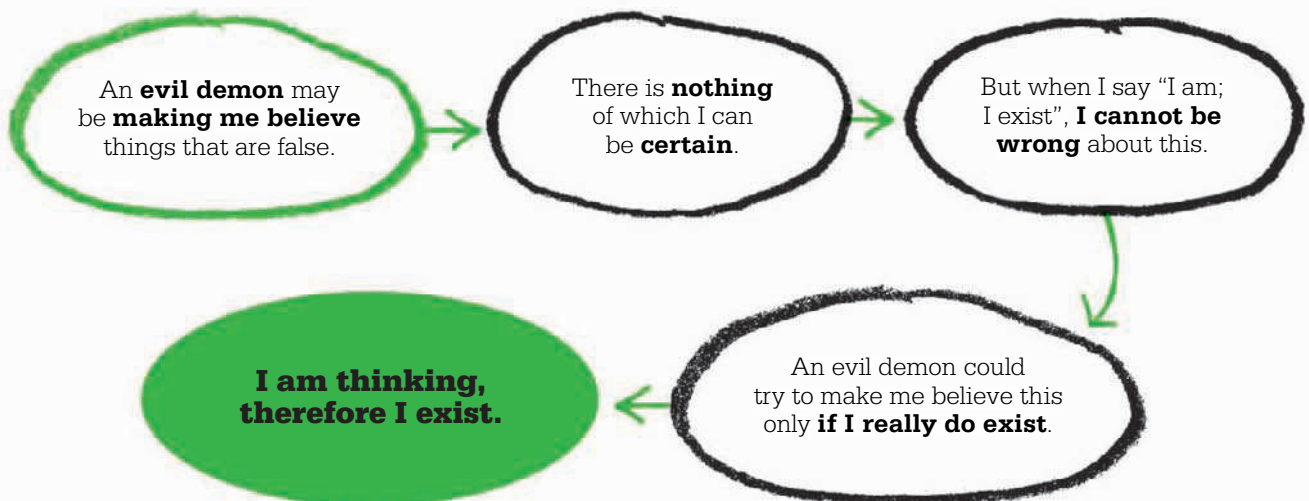 An evil demon may
be making me believe
things that are false.
There is nothing
of which I can
be certain.
But when I say “I am;
I exist”, I cannot be
wrong about this.
An evil demon could
try to make me believe this
only if I really do exist.
I am thinking,
therefore I exist.